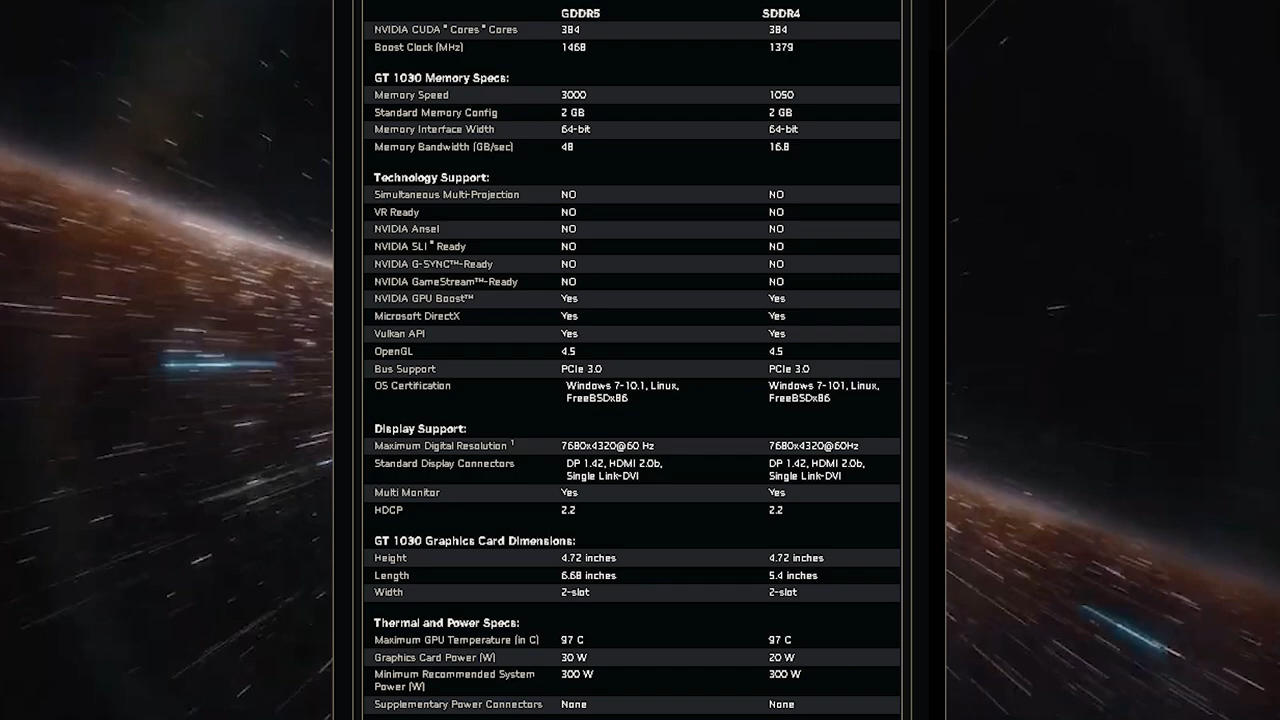 GDDR5 SDDR4
NVIDIA CUDA® Cores® Cores 384 384
Boost Clock (MHz) 1468 1379
GT 1030 Memory Specs:
Memory Speed 3000 1050
Standard Memory Config 2 GB 2 GB
Memory Interface Width 64-bit 64-bit
Memory Bandwidth (GB/sec) 48 16.8
Technology Support:
Simultaneous Multi-Projection NO NO
VR Ready NO NO
NVIDIA Ansel NO NO
NVIDIA SLI® Ready NO NO
NVIDIA G-SYNC™-Ready NO NO
NVIDIA GameStream™-Ready NO NO
NVIDIA GPU Boost™ Yes Yes
Microsoft DirectX Yes Yes
Vulkan API Yes Yes
OpenGL 4.5 4.5
Bus Support PCIe 3.0 PCIe 3.0
OS Certification Windows 7-10.1, Linux, Windows 7-101, Linux,
FreeBSDx86 FreeBSDx86
Display Support:
Maximum Digital Resolution ¹ 7680x4320@60 Hz 7680x4320@60Hz
Standard Display Connectors DP 1.42, HDMI 2.0b, DP 1.42, HDMI 2.0b,
Single Link-DVI Single Link-DVI
Multi Monitor Yes Yes
HDCP 2.2 2.2
GT 1030 Graphics Card Dimensions:
Height 4.72 inches 4.72 inches
Length 6.68 inches 5.4 inches
Width 2-slot 2-slot
Thermal and Power Specs:
Maximum GPU Temperature (in C) 97 C 97 C
Graphics Card Power (W) 30 W 20 W
Minimum Recommended System 300 W 300 W
Power (W)
Supplementary Power Connectors None None